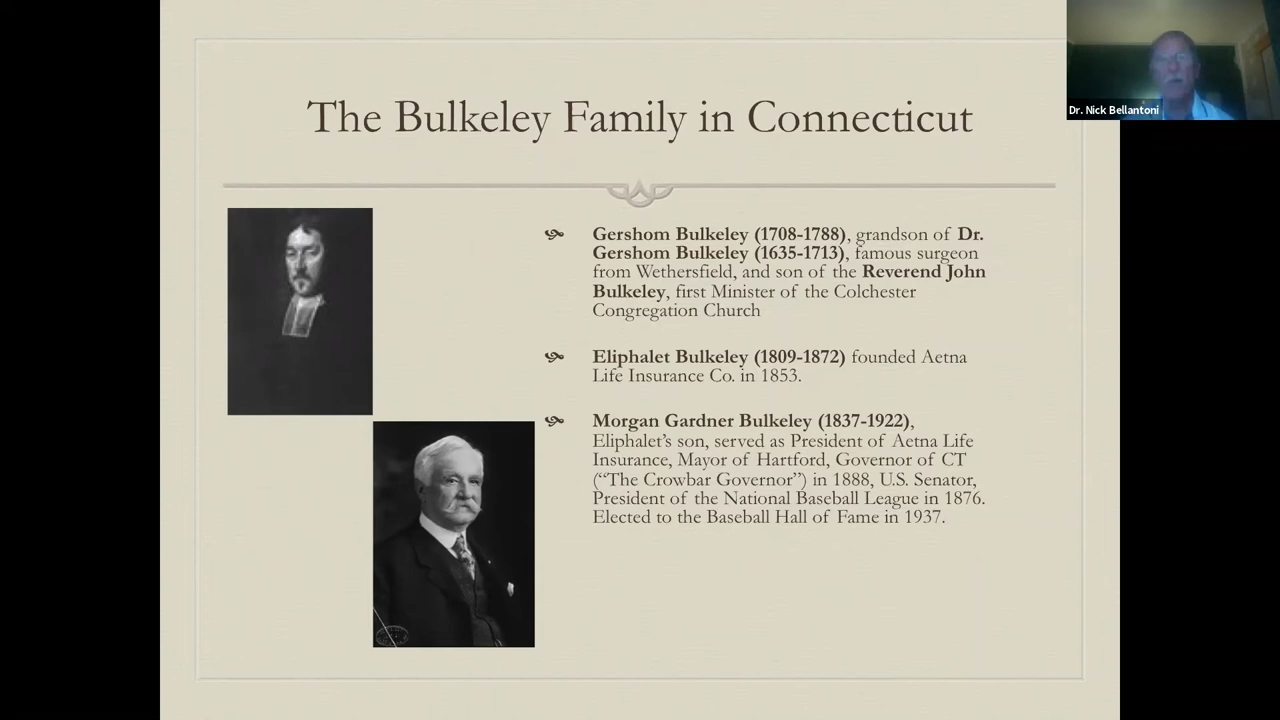 Dr. Nick Bellantoni
The Bulkeley Family in Connecticut
Gershom Bulkeley (1708-1788), grandson of Dr.
Gershom Bulkeley (1635-1713), famous surgeon
from Wethersfield, and son of the Reverend John
Bulkeley, first Minister of the Colchester
Congregation Church
Eliphalet Bulkeley (1809-1872) founded Aetna
Life Insurance Co. in 1853.
Morgan Gardner Bulkeley (1837-1922),
Eliphalet’s son, served as President of Aetna Life
Insurance, Mayor of Hartford, Governor of CT
(“The Crowbar Governor”) in 1888, U.S. Senator,
President of the National Baseball League in 1876.
Elected to the Baseball Hall of Fame in 1937.